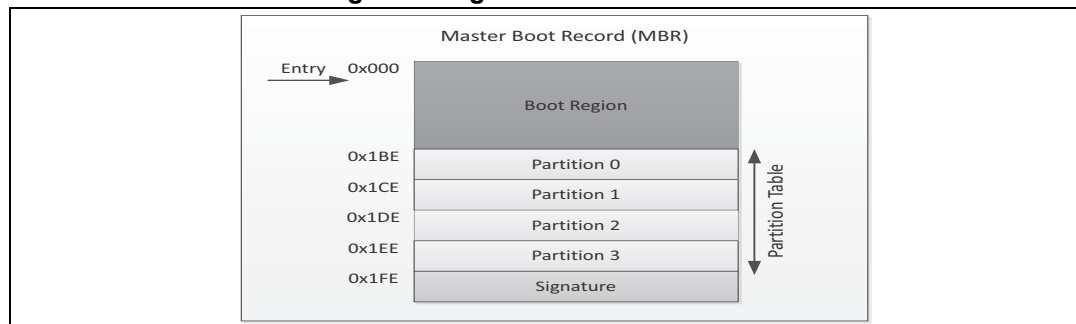 Master Boot Record (MBR)
Entry 0x000
Boot Region
0x1BE Partition 0
0x1CE Partition 1
0x1DE Partition 2
0x1EE Partition 3
0x1FE Signature
Partition Table